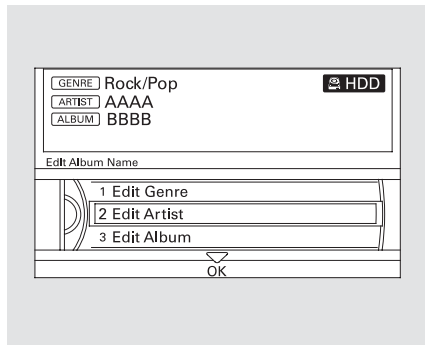 GENRE Rock/Pop HDD
ARTIST AAAA
ALBUM BBBB
Edit Album Name
1 Edit Genre
2 Edit Artist
3 Edit Album
OK